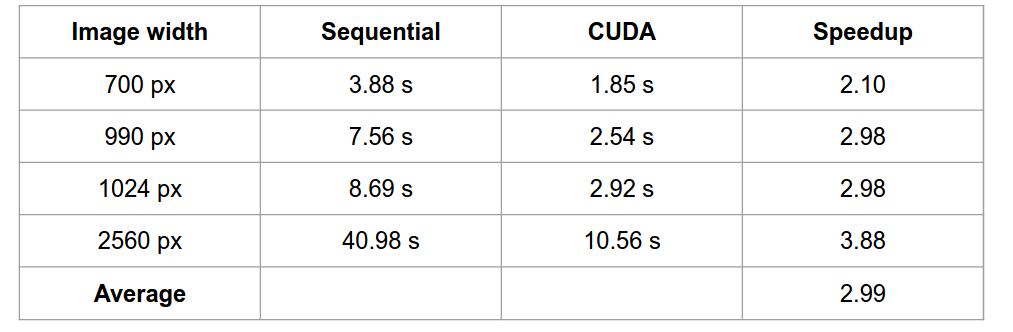 Image width Sequential CUDA Speedup
700 px 3.88 s 1.85 s 2.10
990 px 7.56 s 2.54 s 2.98
1024 px 8.69 s 2.92 s 2.98
2560 px 40.98 s 10.56 s 3.88
Average 2.99